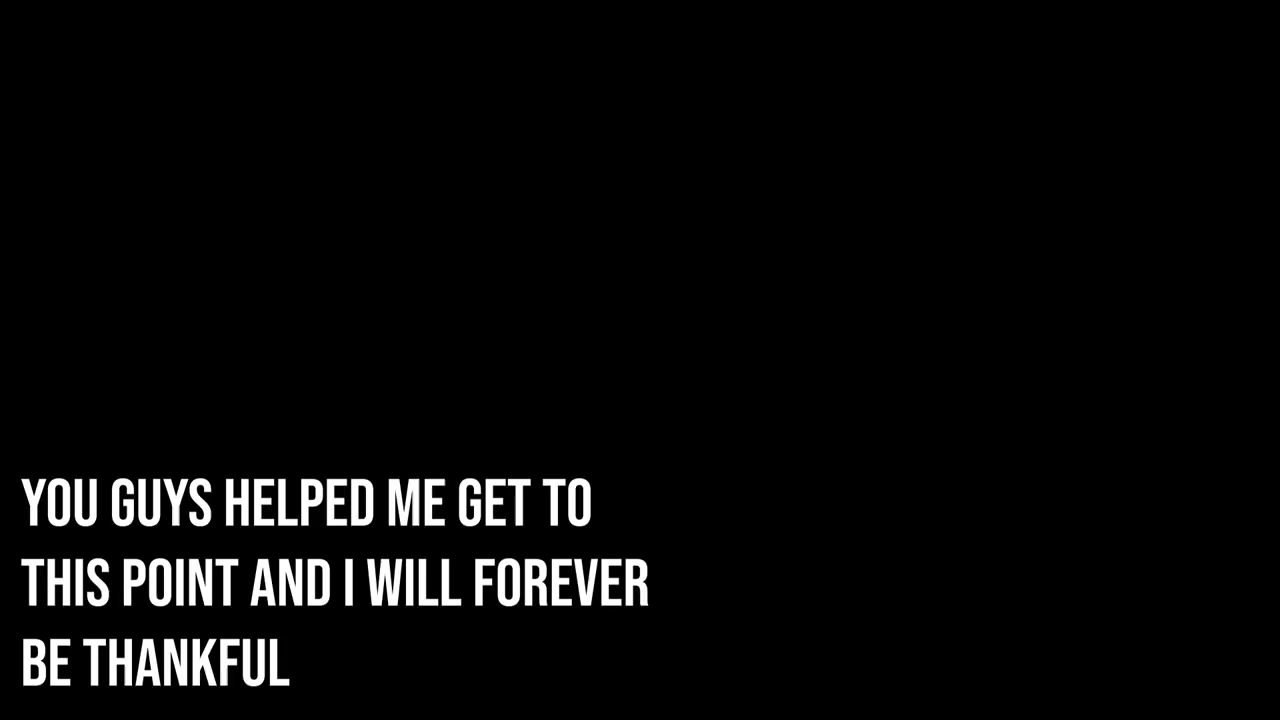 YOU GUYS HELPED ME GET TO
THIS POINT AND I WILL FOREVER
BE THANKFUL